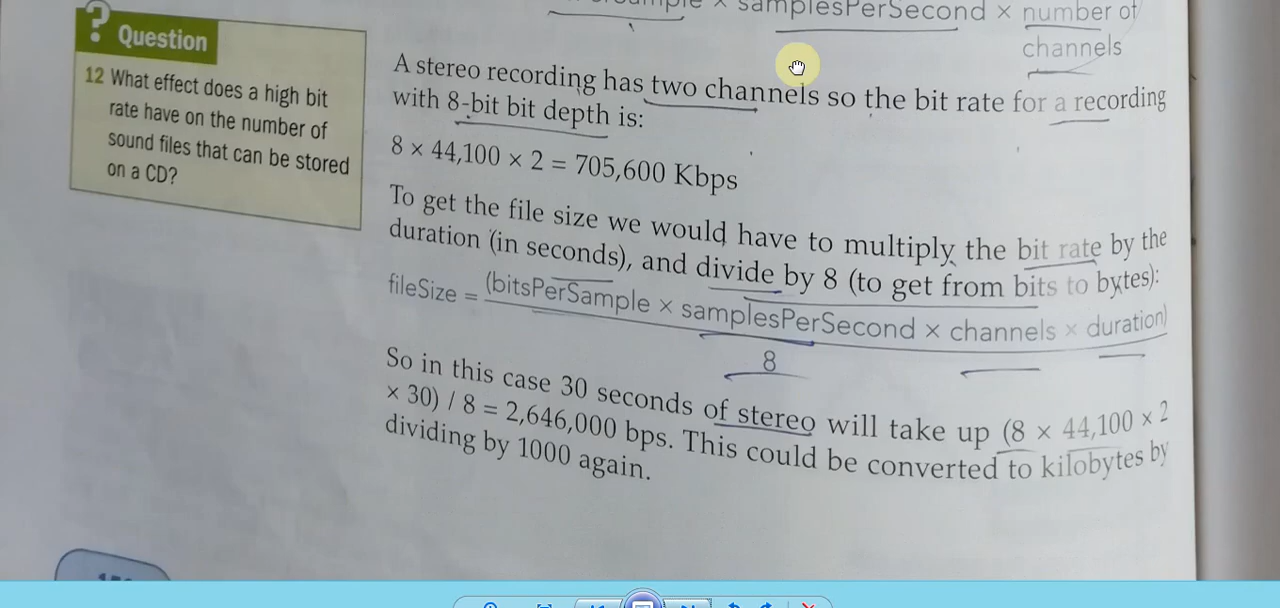 × samplesPerSecond × number of
channels
? Question
12 What effect does a high bit
rate have on the number of
sound files that can be stored
on a CD?
A stereo recording has two channels so the bit rate for a recording
with 8-bit bit depth is:
8 × 44,100 × 2 = 705,600 Kbps
To get the file size we would have to multiply the bit rate by the
duration (in seconds), and divide by 8 (to get from bits to bytes):
fileSize = (bitsPerSample × samplesPerSecond × channels × duration)
8
So in this case 30 seconds of stereo will take up (8 × 44,100 × 2
× 30) / 8 = 2,646,000 bps. This could be converted to kilobytes by
dividing by 1000 again.